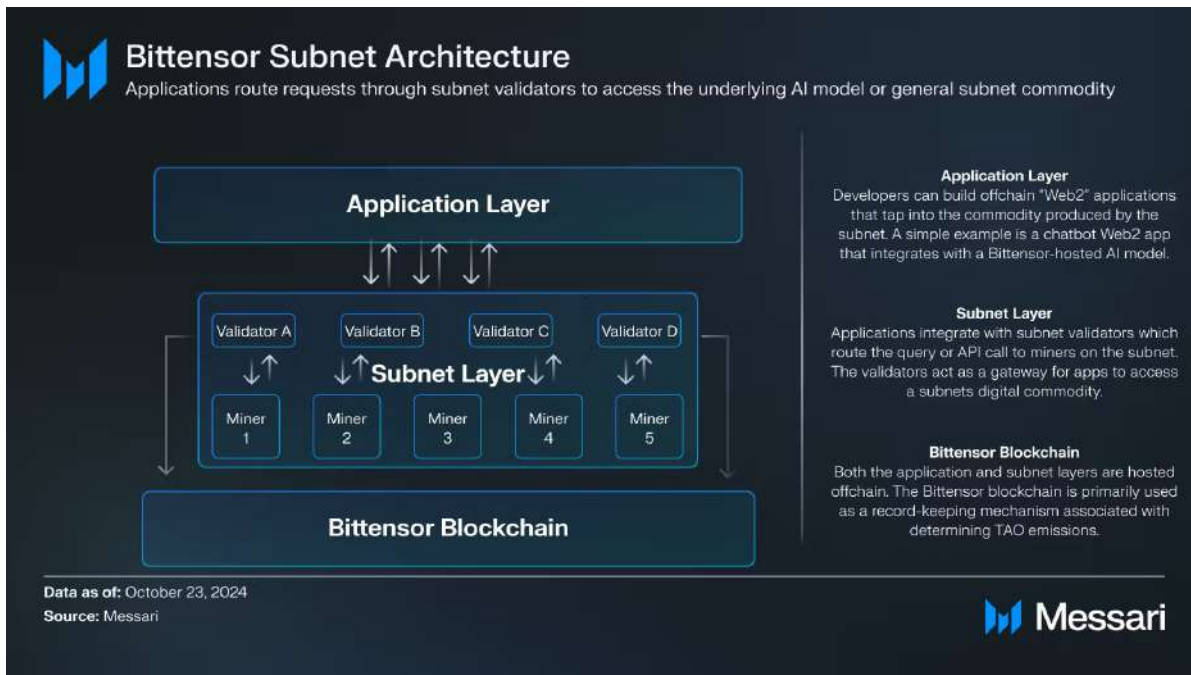 Bittensor Subnet Architecture
Applications route requests through subnet validators to access the underlying AI model or general subnet commodity
Application Layer
Validator A
Validator B
Validator C
Validator D
Subnet Layer
Miner
1
Miner
2
Miner
3
Miner
4
Miner
5
Bittensor Blockchain
Application Layer
Developers can build offchain "Web2" applications
that tap into the commodity produced by the
subnet. A simple example is a chatbot Web2 app
that integrates with a Bittensor-hosted AI model.
Subnet Layer
Applications integrate with subnet validators which
route the query or API call to miners on the subnet.
The validators act as a gateway for apps to access
a subnets digital commodity.
Bittensor Blockchain
Both the application and subnet layers are hosted
offchain. The Bittensor blockchain is primarily used
as a record-keeping mechanism associated with
determining TAO emissions.
Data as of: October 23, 2024
Source: Messari
Messari